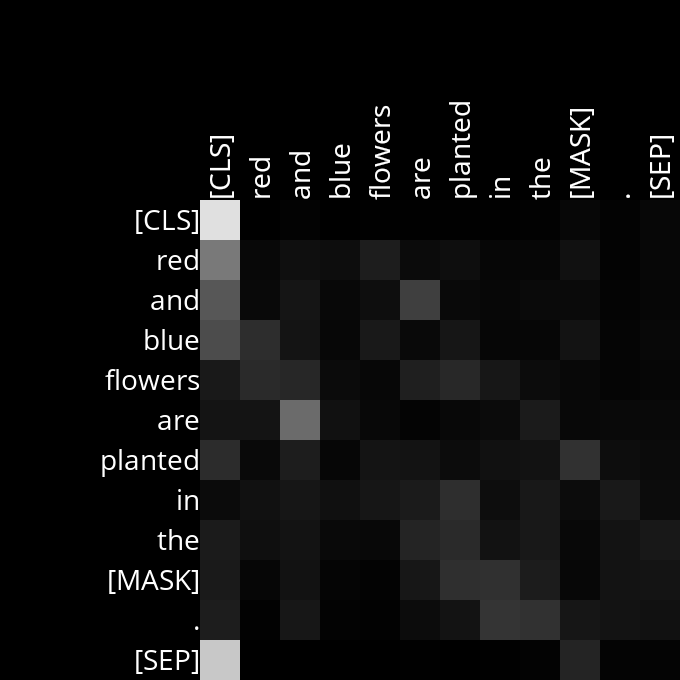 [CLS] red and blue flowers are planted in the [MASK] . [SEP]
[CLS]
red
and
blue
flowers
are
planted
in
the
[MASK]
.
[SEP]